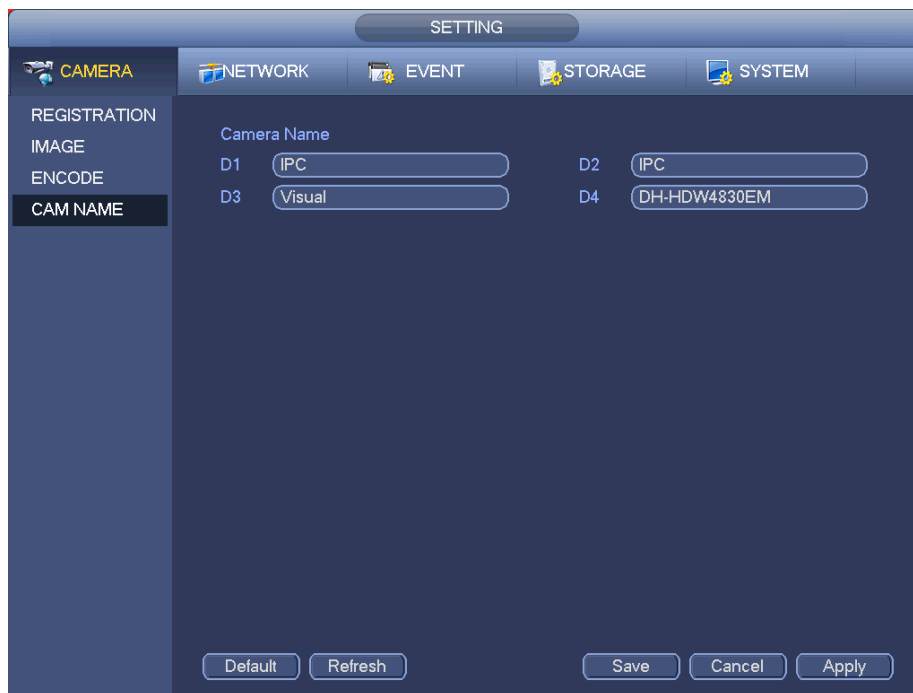 SETTING
CAMERA NETWORK EVENT STORAGE SYSTEM
REGISTRATION
IMAGE
ENCODE
CAM NAME
Camera Name
D1 IPC D2 IPC
D3 Visual D4 DH-HDW4830EM
Default Refresh Save Cancel Apply